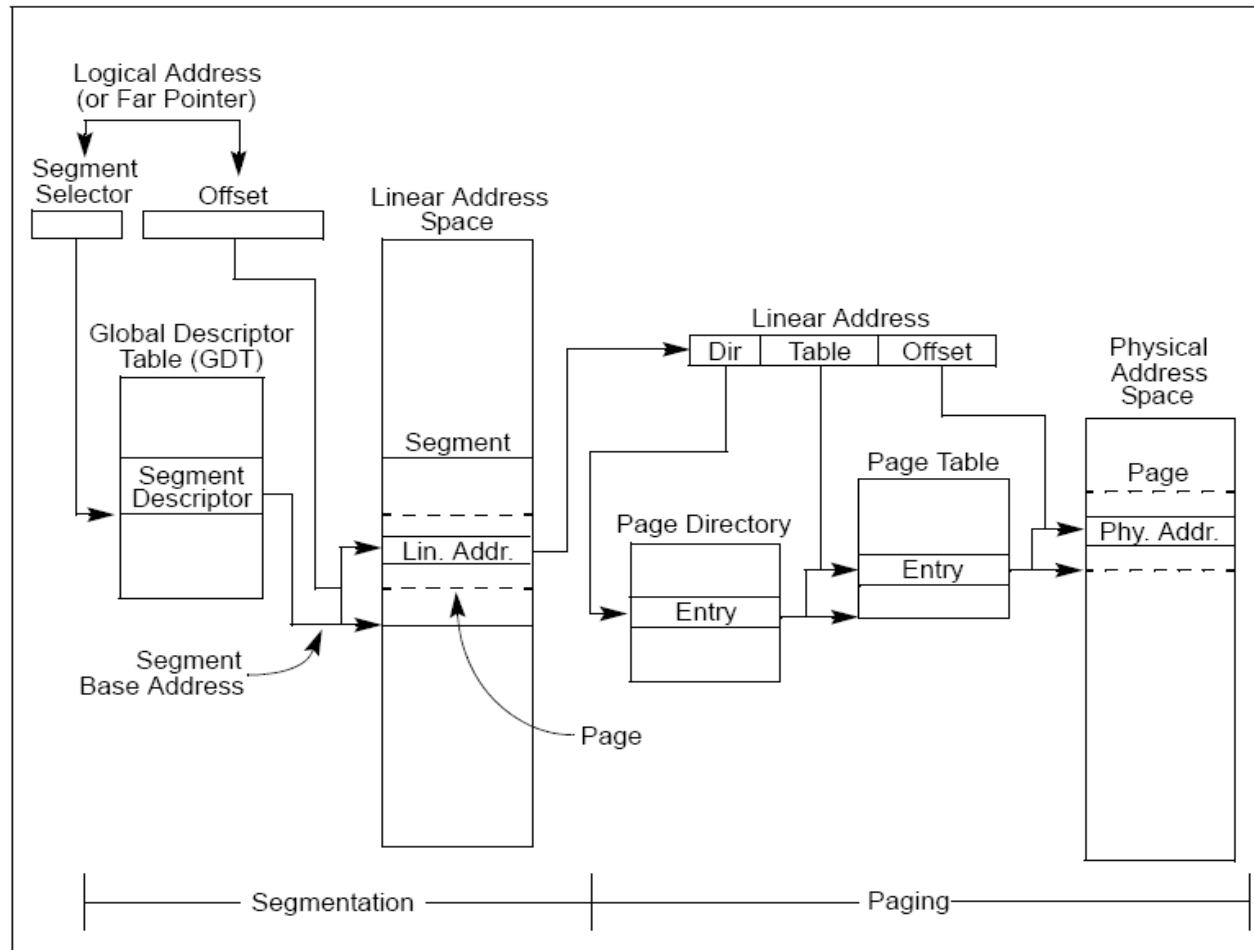 Logical Address
(or Far Pointer)
Segment
Selector
Offset
Linear Address
Space
Global Descriptor
Table (GDT)
Segment
Descriptor
Segment
Lin. Addr.
Segment
Base Address
Page
Linear Address
Dir
Table
Offset
Physical
Address
Space
Page Table
Page
Page Directory
Phy. Addr.
Entry
Entry
Segmentation
Paging